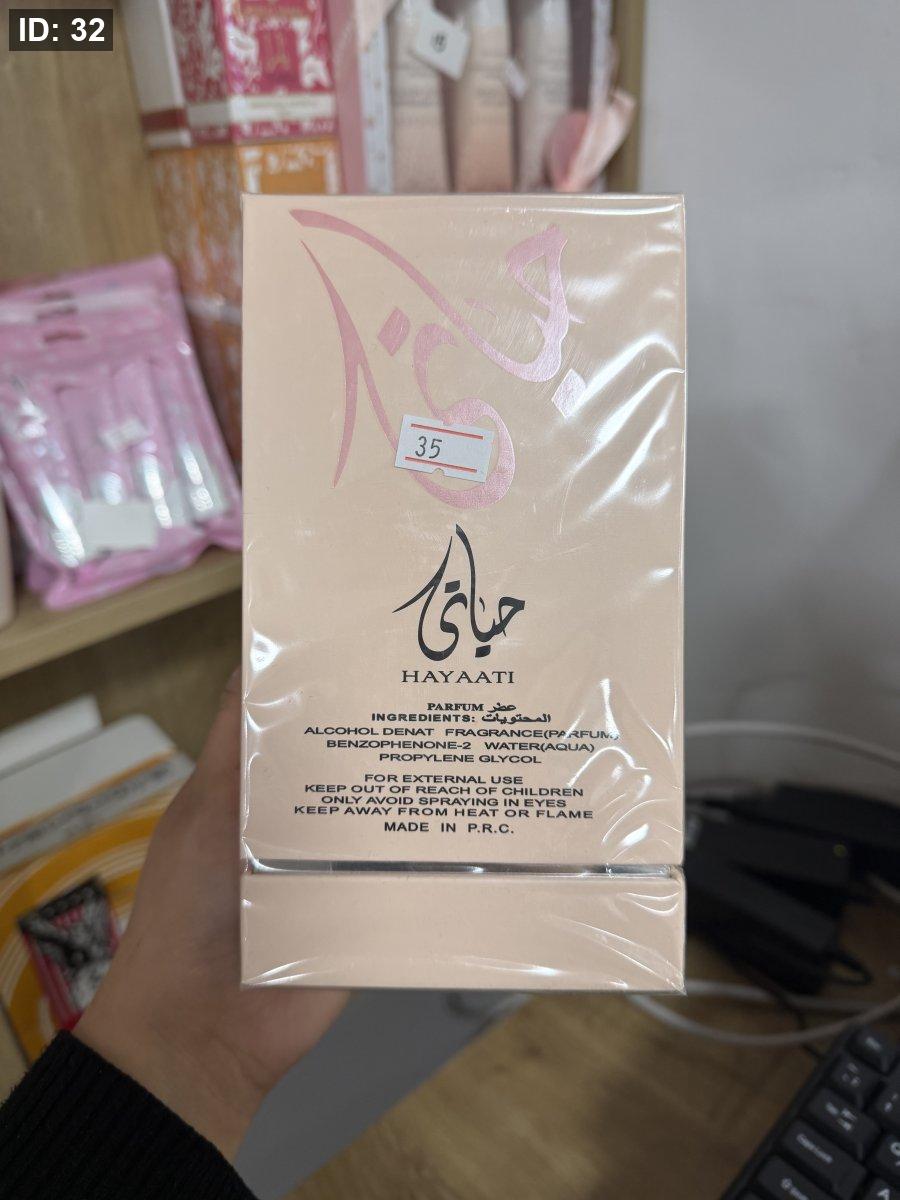 ID: 32
حياتي
35
حياتي
HAYAATI
PARFUM عطر
INGREDIENTS: المحتويات
ALCOHOL DENAT FRAGRANCE(PARFUM)
BENZOPHENONE-2 WATER(AQUA)
PROPYLENE GLYCOL
FOR EXTERNAL USE
KEEP OUT OF REACH OF CHILDREN
ONLY AVOID SPRAYING IN EYES
KEEP AWAY FROM HEAT OR FLAME
MADE IN P.R.C.